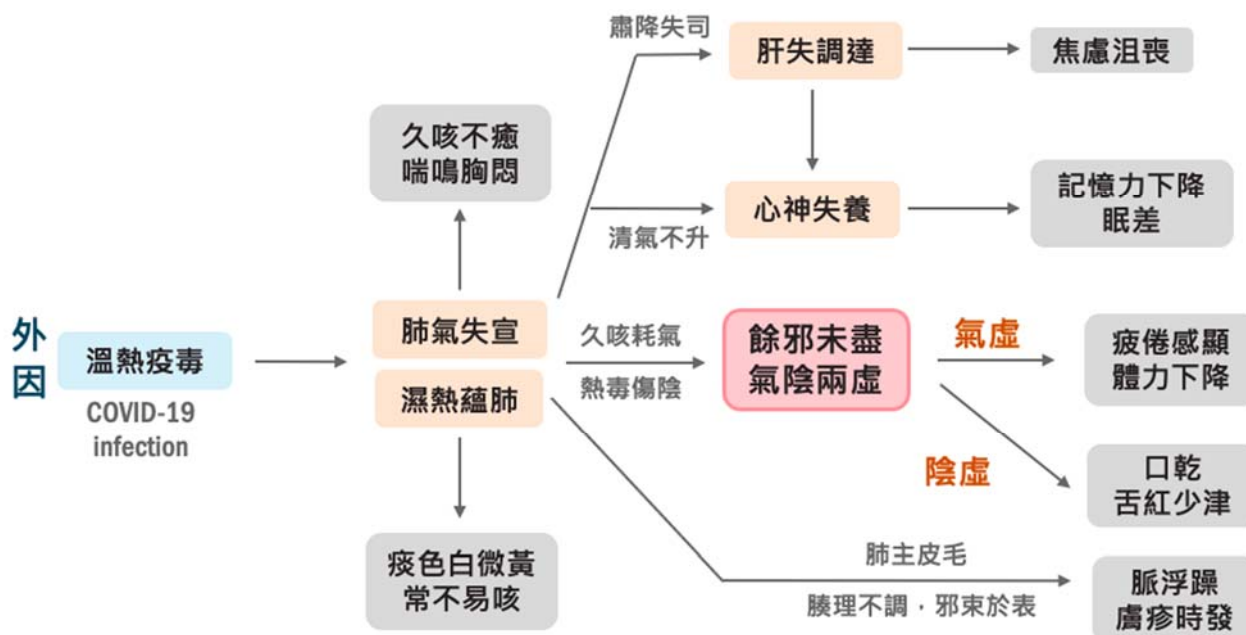 外
因
溫熱疫毒
COVID-19
infection
久咳不癒
喘鳴胸悶
肺氣失宣
濕熱蘊肺
痰色白微黃
常不易咳
肅降失司
肝失調達
焦慮沮喪
清氣不升
心神失養
記憶力下降
眠差
久咳耗氣
熱毒傷陰
餘邪未盡
氣陰兩虛
氣虛
疲倦感顯
體力下降
陰虛
口乾
舌紅少津
肺主皮毛
腠理不調，邪束於表
脈浮躁
膚疹時發